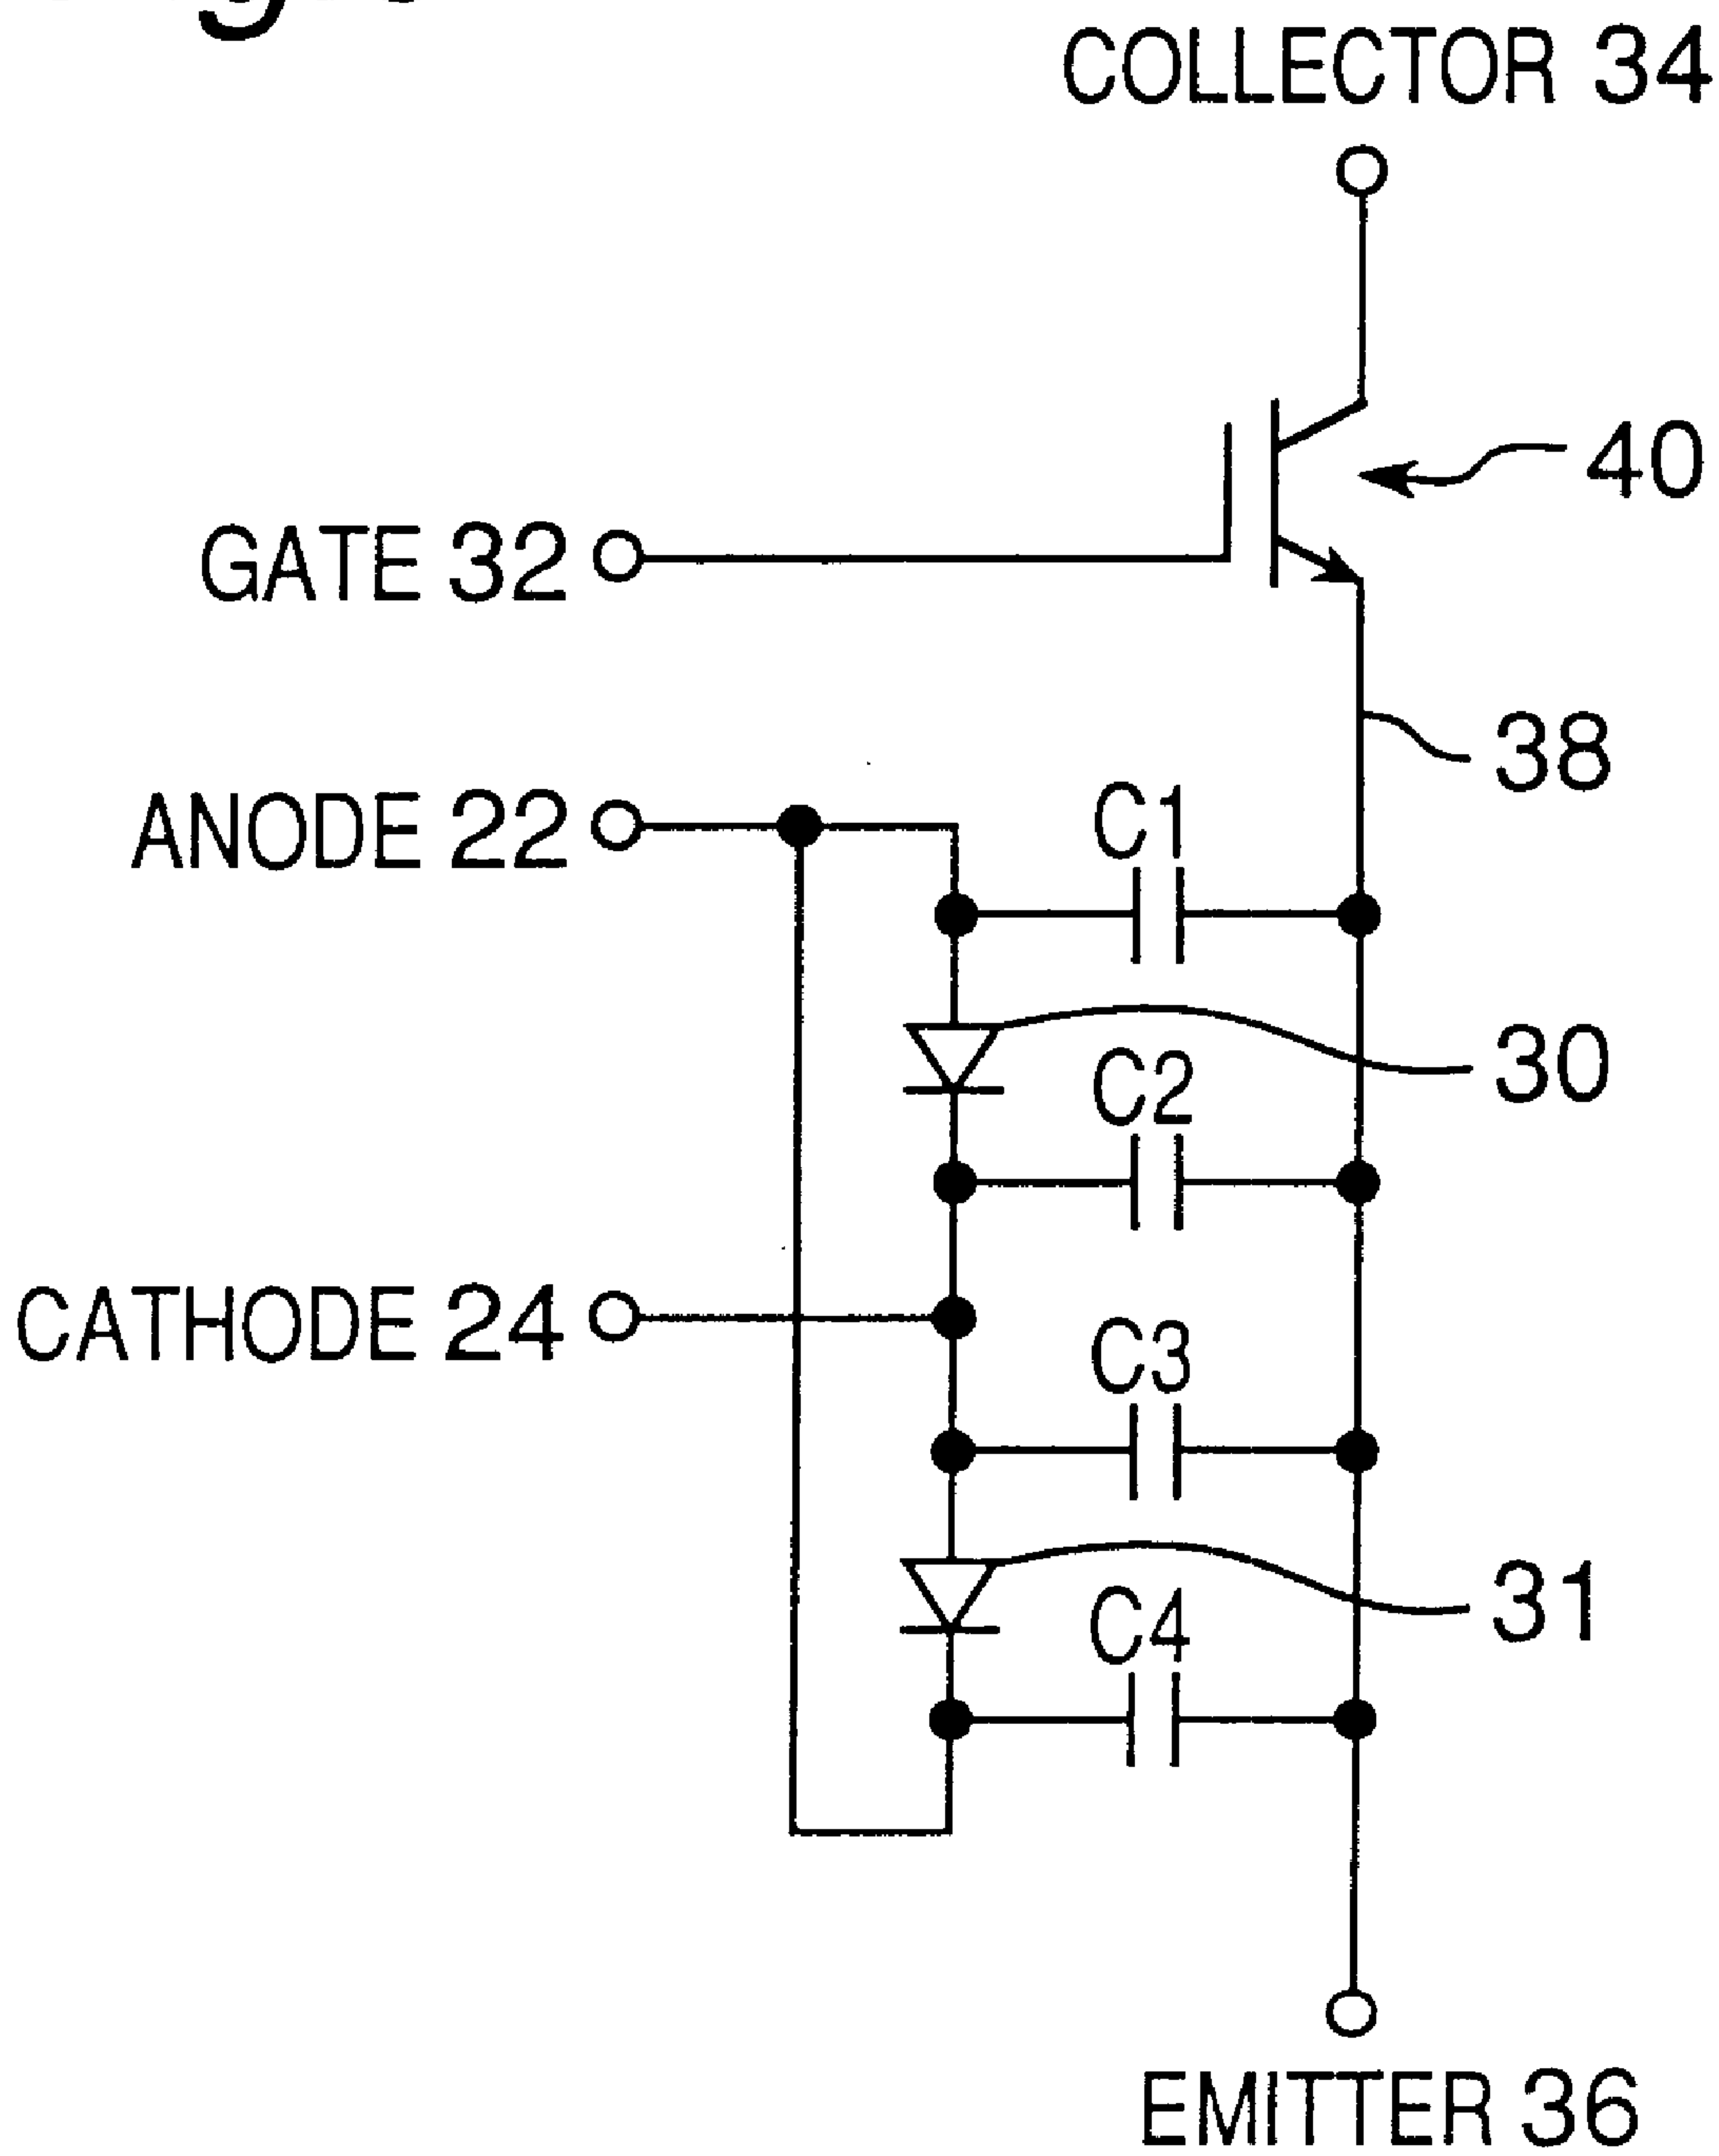 COLLECTOR 34
40
GATE 32
38
ANODE 22
C1
30
C2
CATHODE 24
C3
31
C4
EMITTER 36